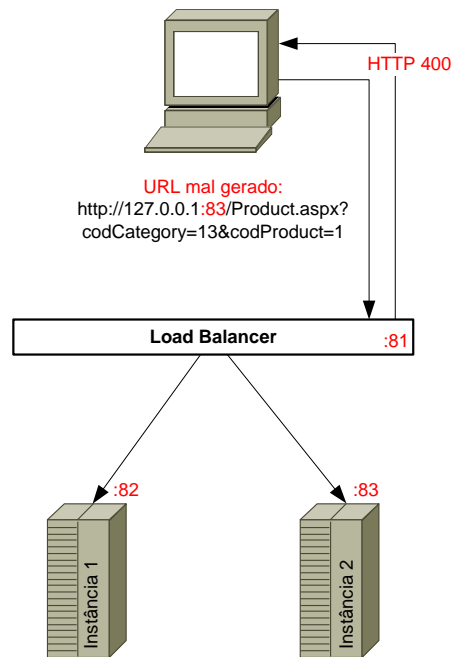 HTTP 400
URL mal gerado:
http://127.0.0.1:83/Product.aspx?
codCategory=13&codProduct=1
Load Balancer
:81
:82
:83
Instância 1
Instância 2